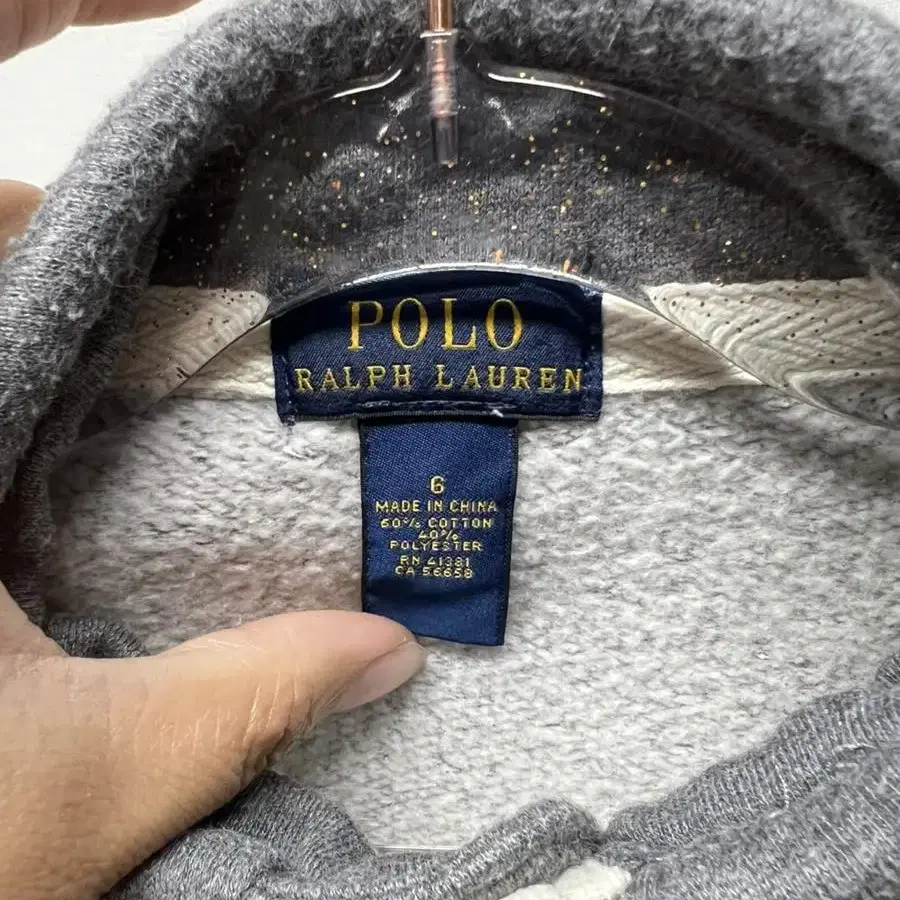 POLO
RALPH LAUREN
6
MADE IN CHINA
60% COTTON
40%
POLYESTER
RN 41381
CA 56658